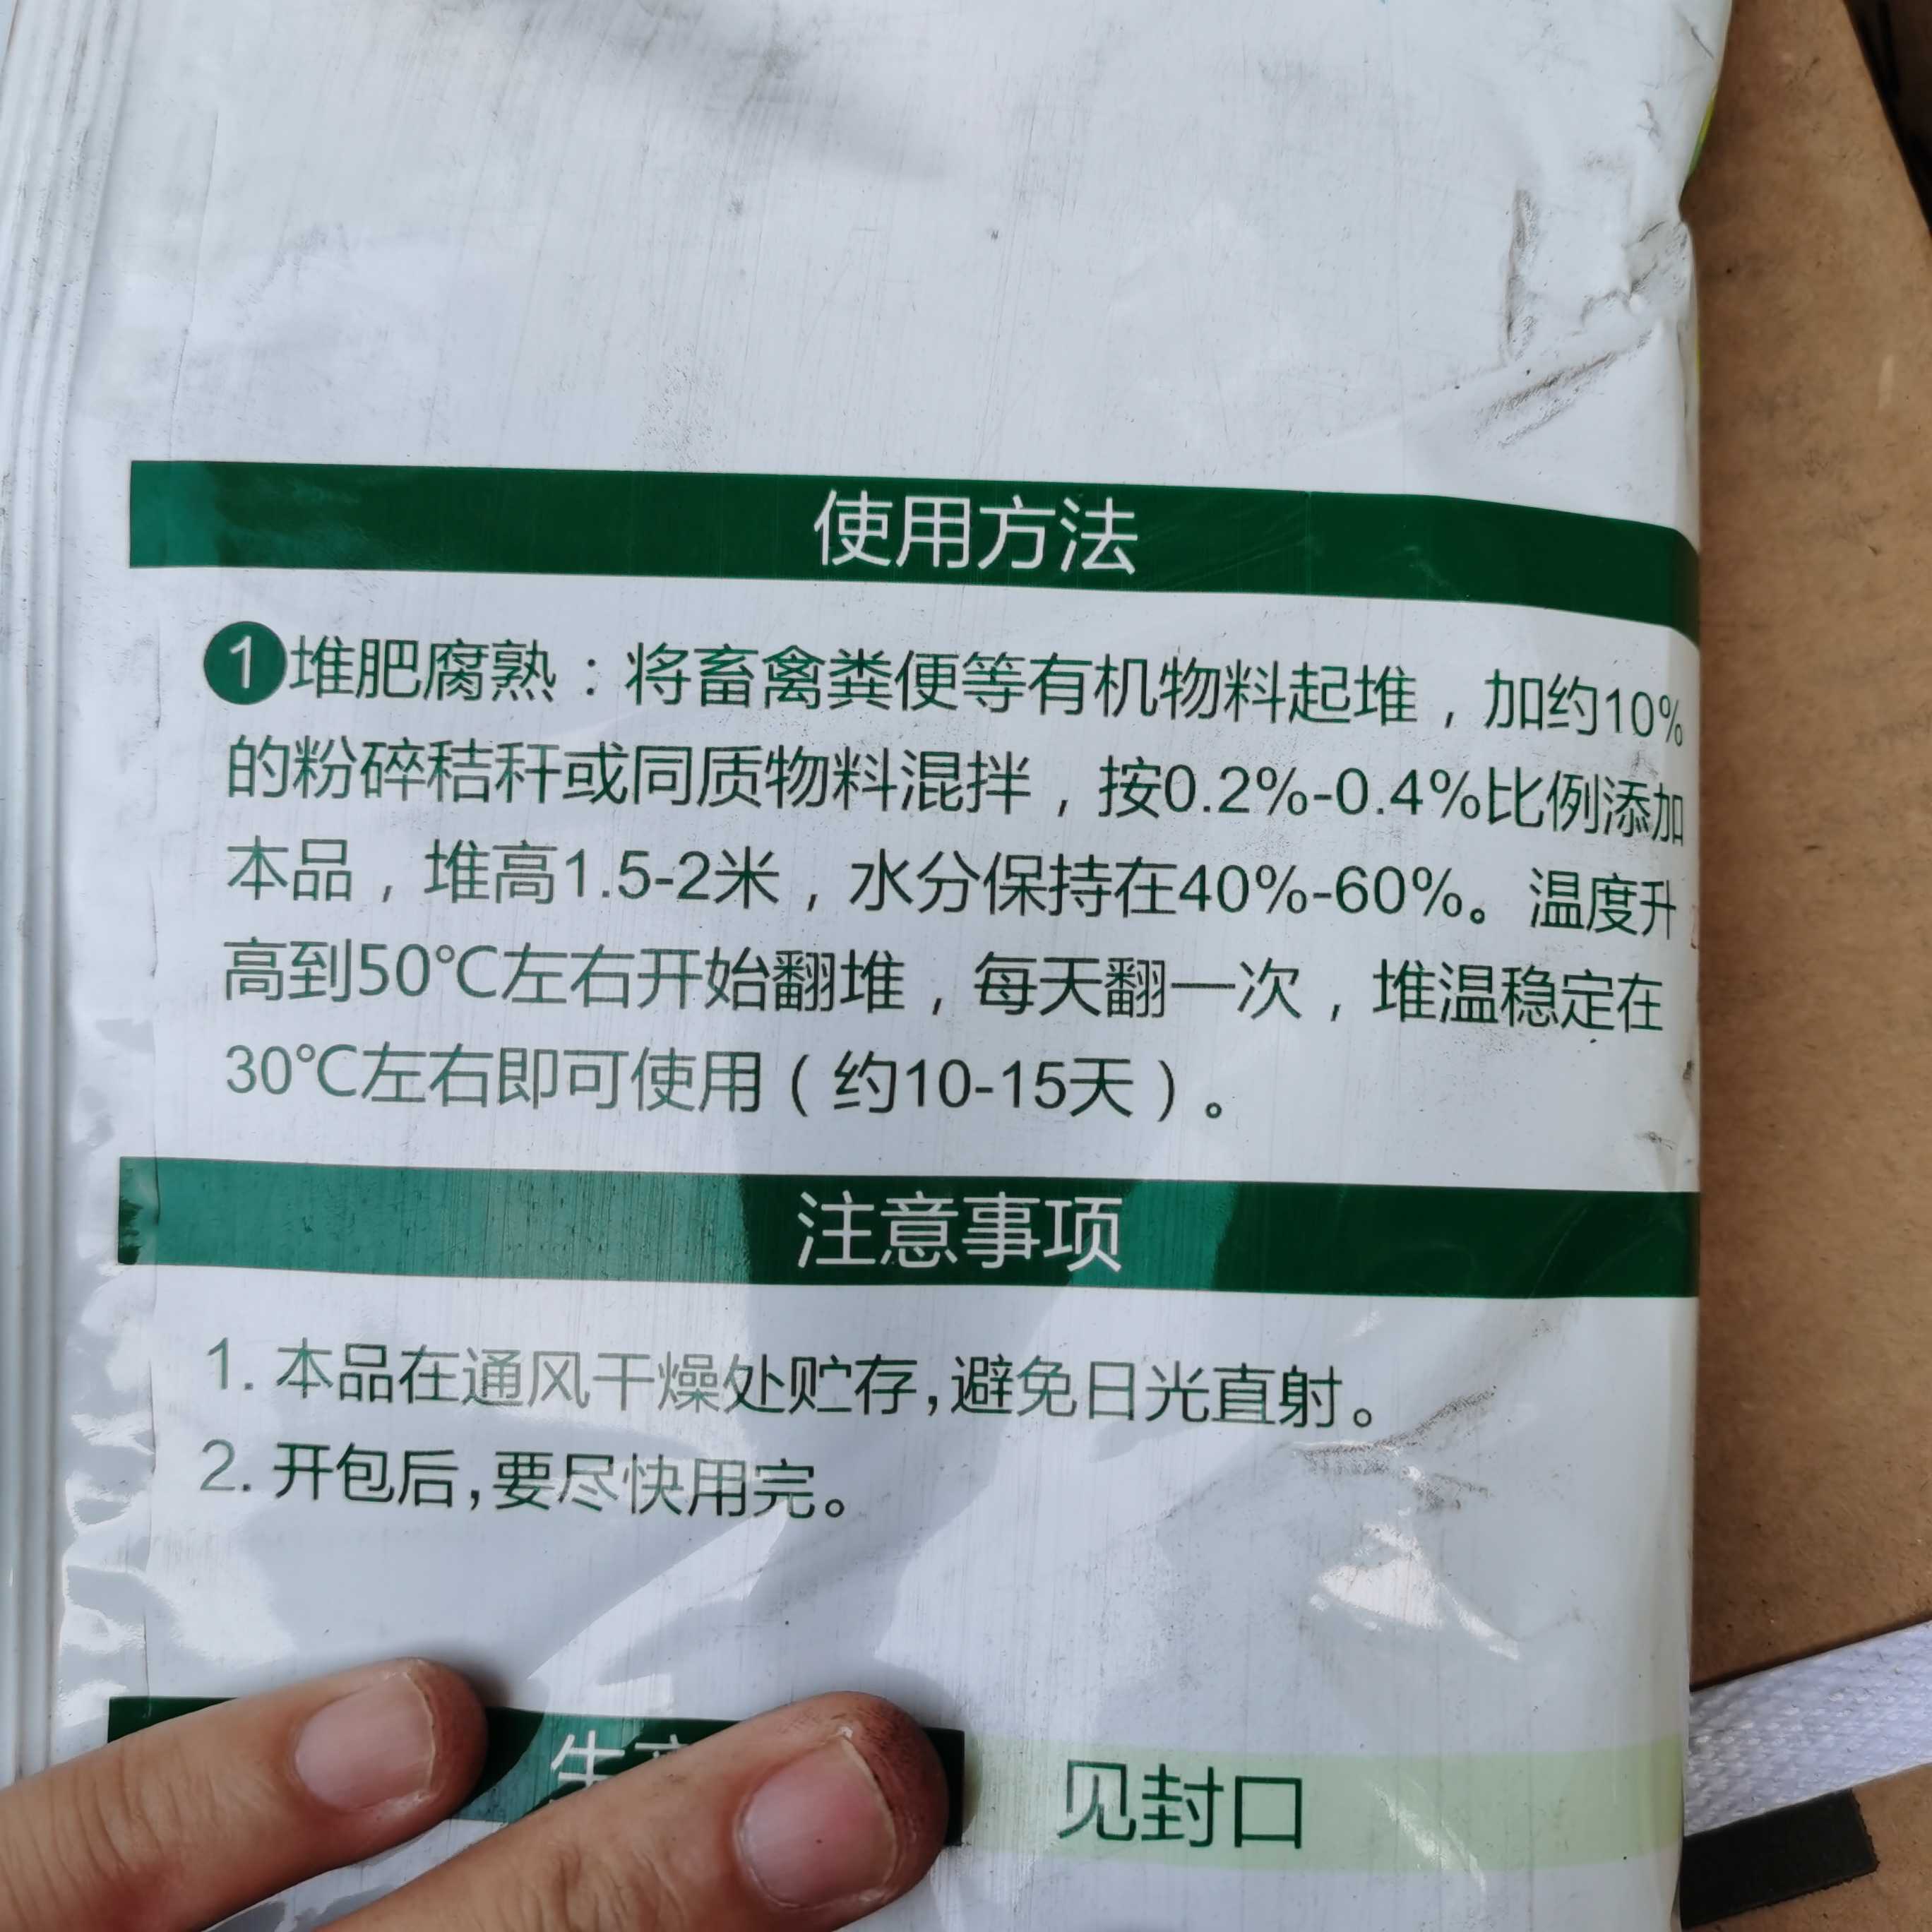 使用方法
1堆肥腐熟：将畜禽粪便等有机物料起堆，加约10%
的粉碎秸秆或同质物料混拌，按0.2%-0.4%比例添加
本品，堆高1.5-2米，水分保持在40%-60%。温度升
高到50℃左右开始翻堆，每天翻一次，堆温稳定在
30℃左右即可使用（约10-15天）。
注意事项
1. 本品在通风干燥处贮存,避免日光直射。
2. 开包后,要尽快用完。
生产
见封口